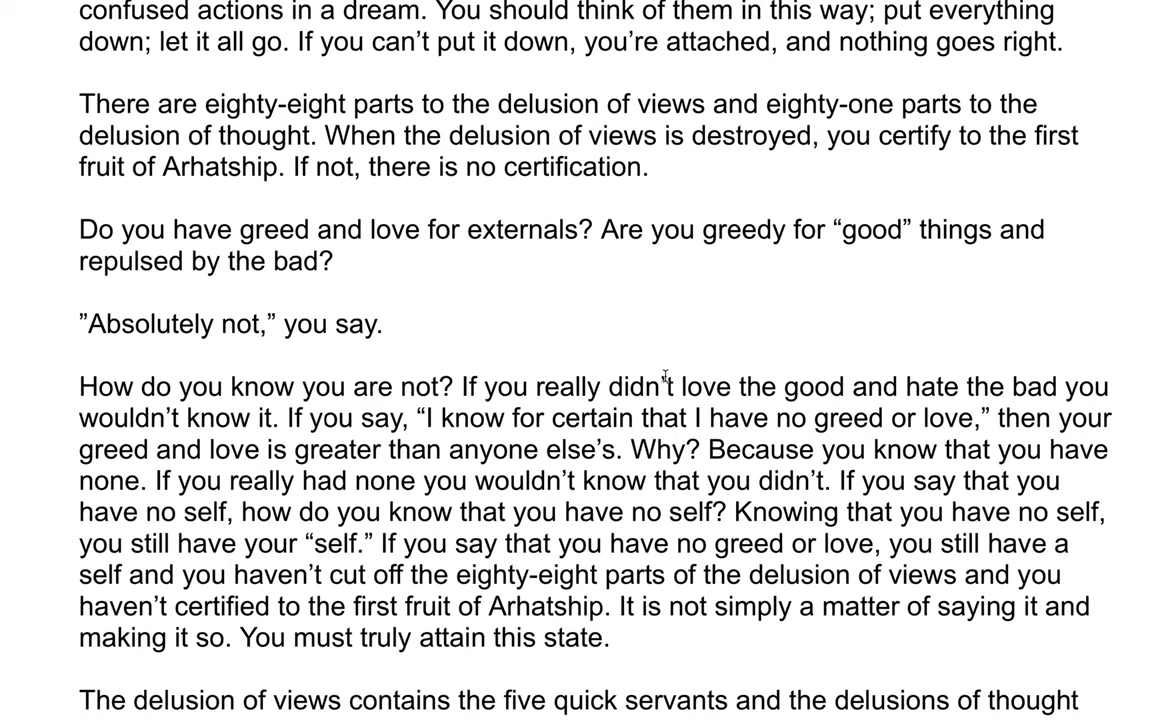 confused actions in a dream. You should think of them in this way; put everything
down; let it all go. If you can’t put it down, you’re attached, and nothing goes right.
There are eighty-eight parts to the delusion of views and eighty-one parts to the
delusion of thought. When the delusion of views is destroyed, you certify to the first
fruit of Arhatship. If not, there is no certification.
Do you have greed and love for externals? Are you greedy for “good” things and
repulsed by the bad?
”Absolutely not,” you say.
How do you know you are not? If you really didn’t love the good and hate the bad you
wouldn’t know it. If you say, “I know for certain that I have no greed or love,” then your
greed and love is greater than anyone else’s. Why? Because you know that you have
none. If you really had none you wouldn’t know that you didn’t. If you say that you
have no self, how do you know that you have no self? Knowing that you have no self,
you still have your “self.” If you say that you have no greed or love, you still have a
self and you haven’t cut off the eighty-eight parts of the delusion of views and you
haven’t certified to the first fruit of Arhatship. It is not simply a matter of saying it and
making it so. You must truly attain this state.
The delusion of views contains the five quick servants and the delusions of thought